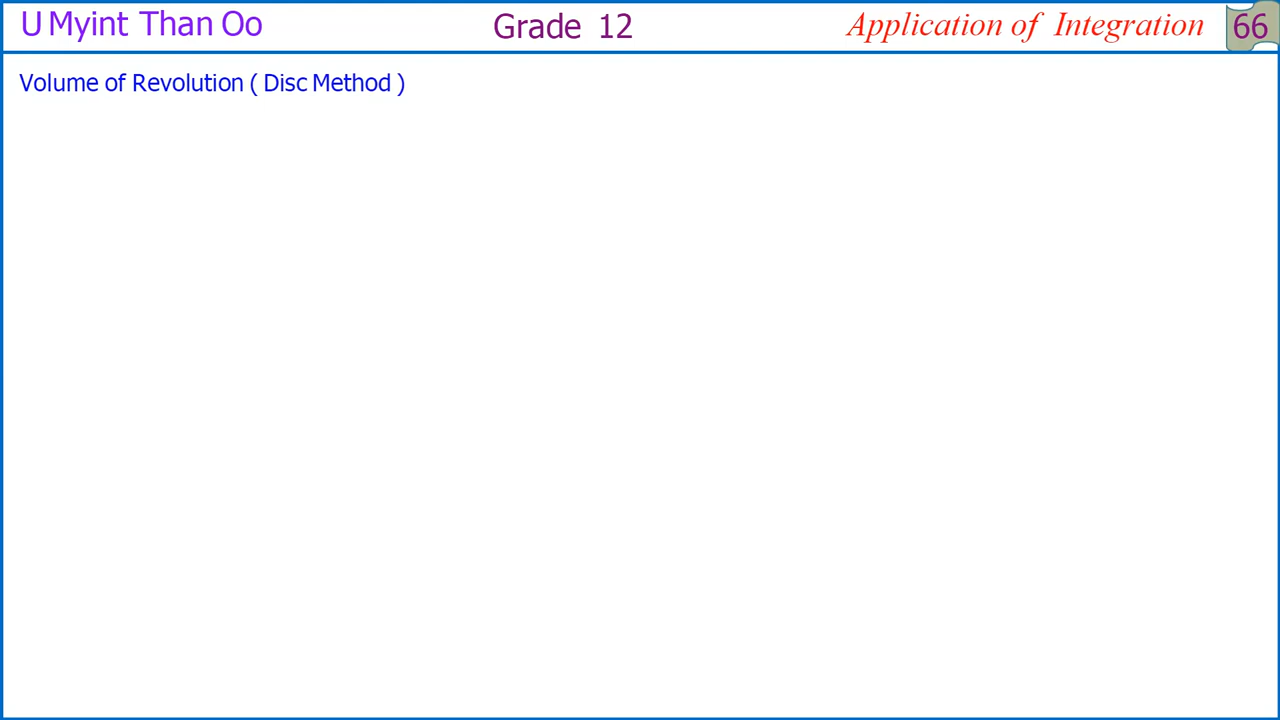 U Myint Than Oo Grade 12 Application of Integration 66
Volume of Revolution ( Disc Method )